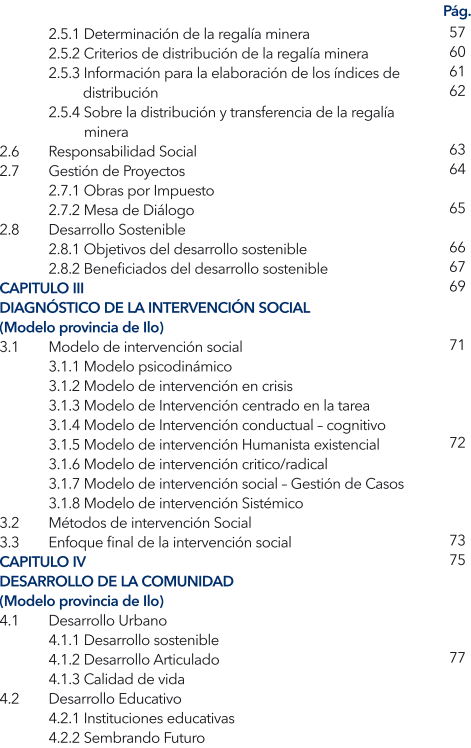 Pág.
2.5.1 Determinación de la regalía minera 57
2.5.2 Criterios de distribución de la regalía minera 60
2.5.3 Información para la elaboración de los índices de 61
distribución 62
2.5.4 Sobre la distribución y transferencia de la regalía
minera
2.6 Responsabilidad Social 63
2.7 Gestión de Proyectos 64
2.7.1 Obras por Impuesto
2.7.2 Mesa de Diálogo 65
2.8 Desarrollo Sostenible
2.8.1 Objetivos del desarrollo sostenible 66
2.8.2 Beneficiados del desarrollo sostenible 67
CAPITULO III 69
DIAGNÓSTICO DE LA INTERVENCIÓN SOCIAL
(Modelo provincia de Ilo)
3.1 Modelo de intervención social 71
3.1.1 Modelo psicodinámico
3.1.2 Modelo de intervención en crisis
3.1.3 Modelo de Intervención centrado en la tarea
3.1.4 Modelo de Intervención conductual – cognitivo
3.1.5 Modelo de intervención Humanista existencial 72
3.1.6 Modelo de intervención critico/radical
3.1.7 Modelo de intervención social – Gestión de Casos
3.1.8 Modelo de intervención Sistémico
3.2 Métodos de intervención Social
3.3 Enfoque final de la intervención social 73
CAPITULO IV 75
DESARROLLO DE LA COMUNIDAD
(Modelo provincia de Ilo)
4.1 Desarrollo Urbano
4.1.1 Desarrollo sostenible
4.1.2 Desarrollo Articulado 77
4.1.3 Calidad de vida
4.2 Desarrollo Educativo
4.2.1 Instituciones educativas
4.2.2 Sembrando Futuro